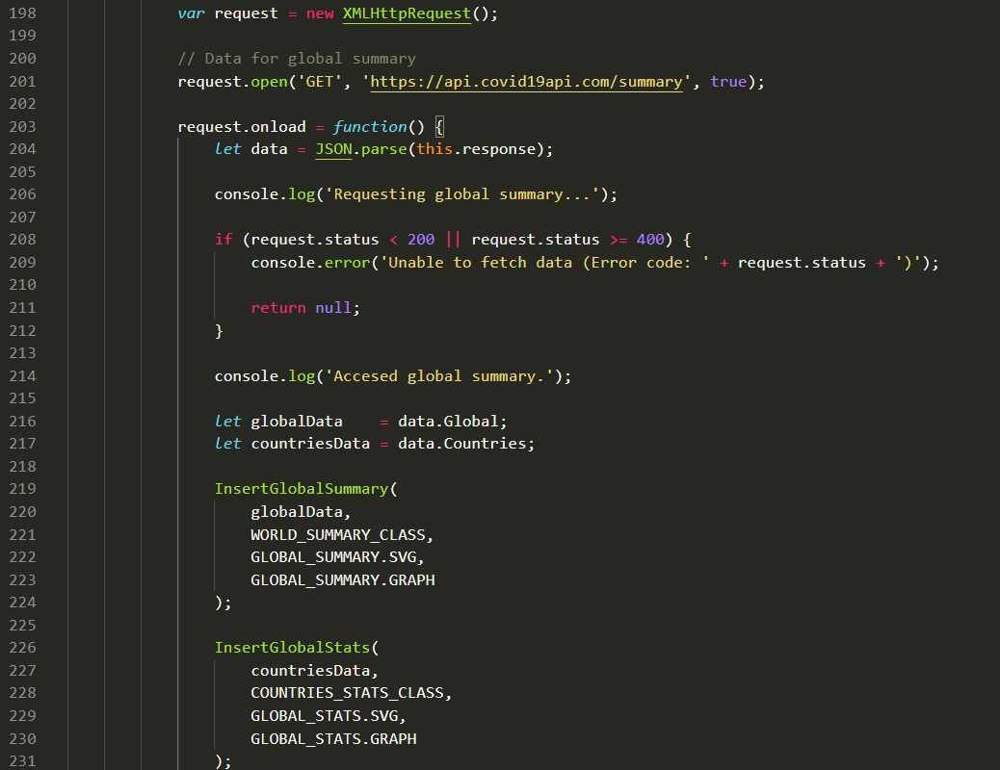 198 var request = new XMLHttpRequest();
199
200 // Data for global summary
201 request.open('GET', 'https://api.covid19api.com/summary', true);
202
203 request.onload = function() {
204 let data = JSON.parse(this.response);
205
206 console.log('Requesting global summary...');
207
208 if (request.status < 200 || request.status >= 400) {
209 console.error('Unable to fetch data (Error code: ' + request.status + ')');
210
211 return null;
212 }
213
214 console.log('Accesed global summary.');
215
216 let globalData    = data.Global;
217 let countriesData = data.Countries;
218
219 InsertGlobalSummary(
220 globalData,
221 WORLD_SUMMARY_CLASS,
222 GLOBAL_SUMMARY.SVG,
223 GLOBAL_SUMMARY.GRAPH
224 );
225
226 InsertGlobalStats(
227 countriesData,
228 COUNTRIES_STATS_CLASS,
229 GLOBAL_STATS.SVG,
230 GLOBAL_STATS.GRAPH
231 );